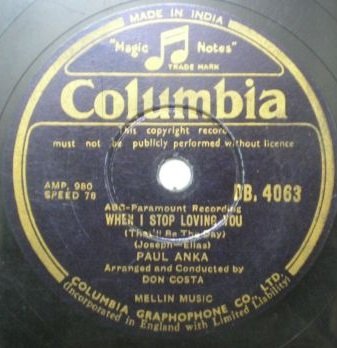 MADE IN INDIA
"Magic Notes"
TRADE MARK
Columbia
This copyright record
must not be publicly performed without licence
AMP. 980
SPEED 78
DB. 4063
ABC-Paramount Recording
WHEN I STOP LOVING YOU
(That'll Be The Day)
(Joseph—Elias)
PAUL ANKA
Arranged and Conducted by
DON COSTA
MELLIN MUSIC
COLUMBIA GRAPHOPHONE CO., LTD.
(Incorporated in England with Limited Liability)